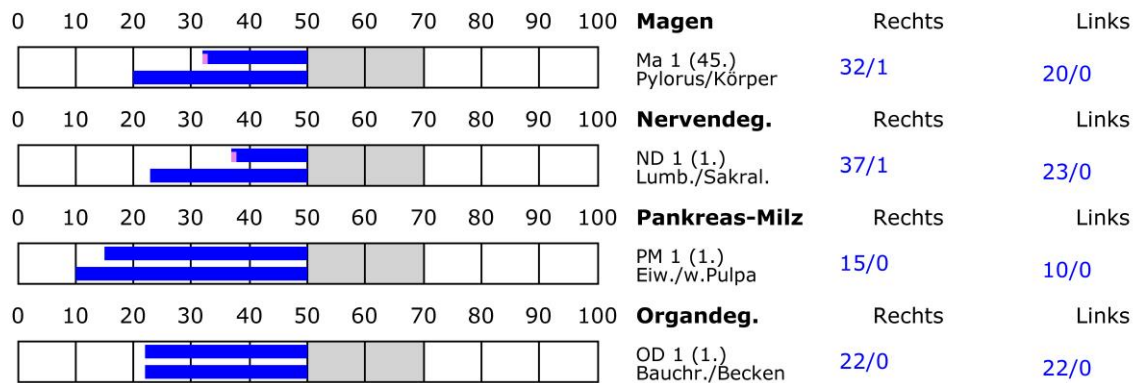 0 10 20 30 40 50 60 70 80 90 100 Magen Rechts Links
Ma 1 (45.) 32/1 20/0
Pylorus/Körper
0 10 20 30 40 50 60 70 80 90 100 Nervendeg. Rechts Links
ND 1 (1.) 37/1 23/0
Lumb./Sakral.
0 10 20 30 40 50 60 70 80 90 100 Pankreas-Milz Rechts Links
PM 1 (1.) 15/0 10/0
Eiw./w.Pulpa
0 10 20 30 40 50 60 70 80 90 100 Organdeg. Rechts Links
OD 1 (1.) 22/0 22/0
Bauchr./Becken